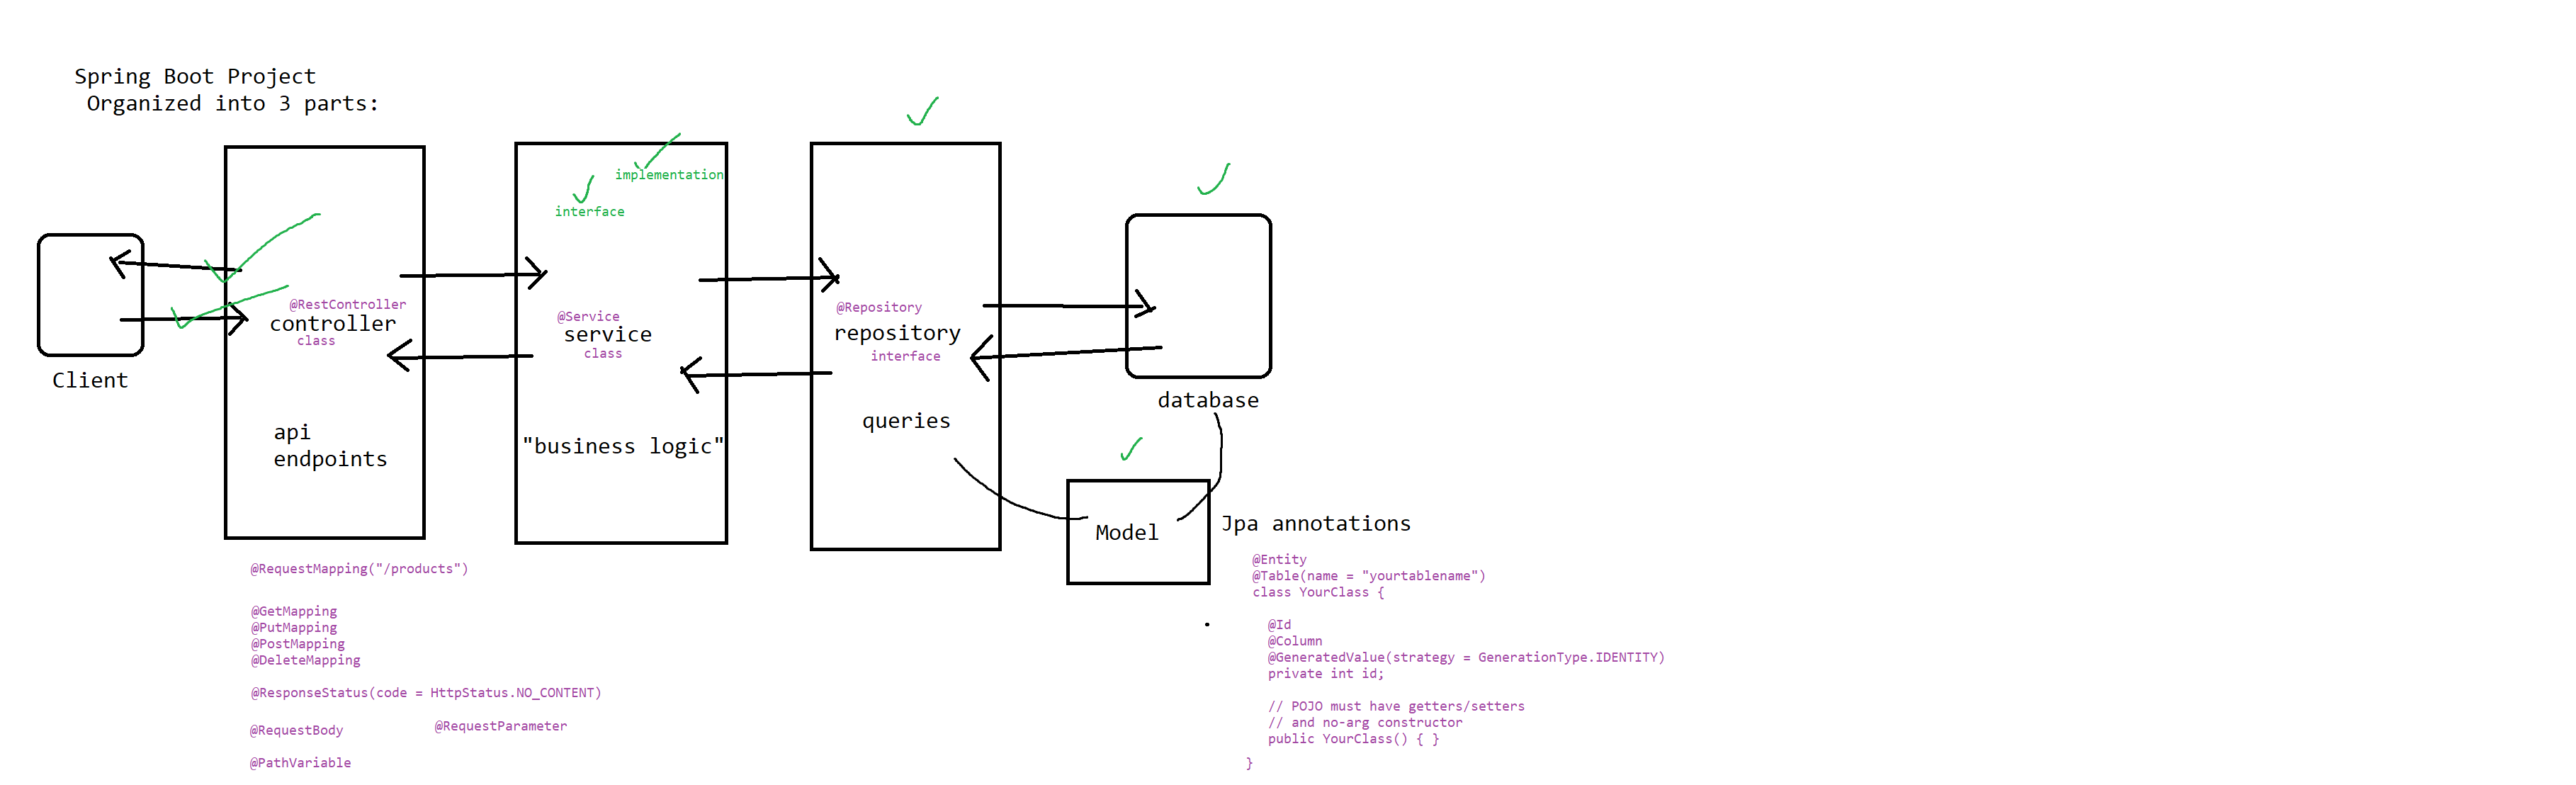 Spring Boot Project
Organized into 3 parts:
Client
@RestController
controller
class
api
endpoints
@RequestMapping("/products")
@GetMapping
@PutMapping
@PostMapping
@DeleteMapping
@ResponseStatus(code = HttpStatus.NO_CONTENT)
@RequestBody
@RequestParameter
@PathVariable
implementation
interface
@Service
service
class
"business logic"
@Repository
repository
interface
queries
database
Model
Jpa annotations
@Entity
@Table(name = "yourtablename")
class YourClass {
@Id
@Column
@GeneratedValue(strategy = GenerationType.IDENTITY)
private int id;
// POJO must have getters/setters
// and no-arg constructor
public YourClass() { }
}